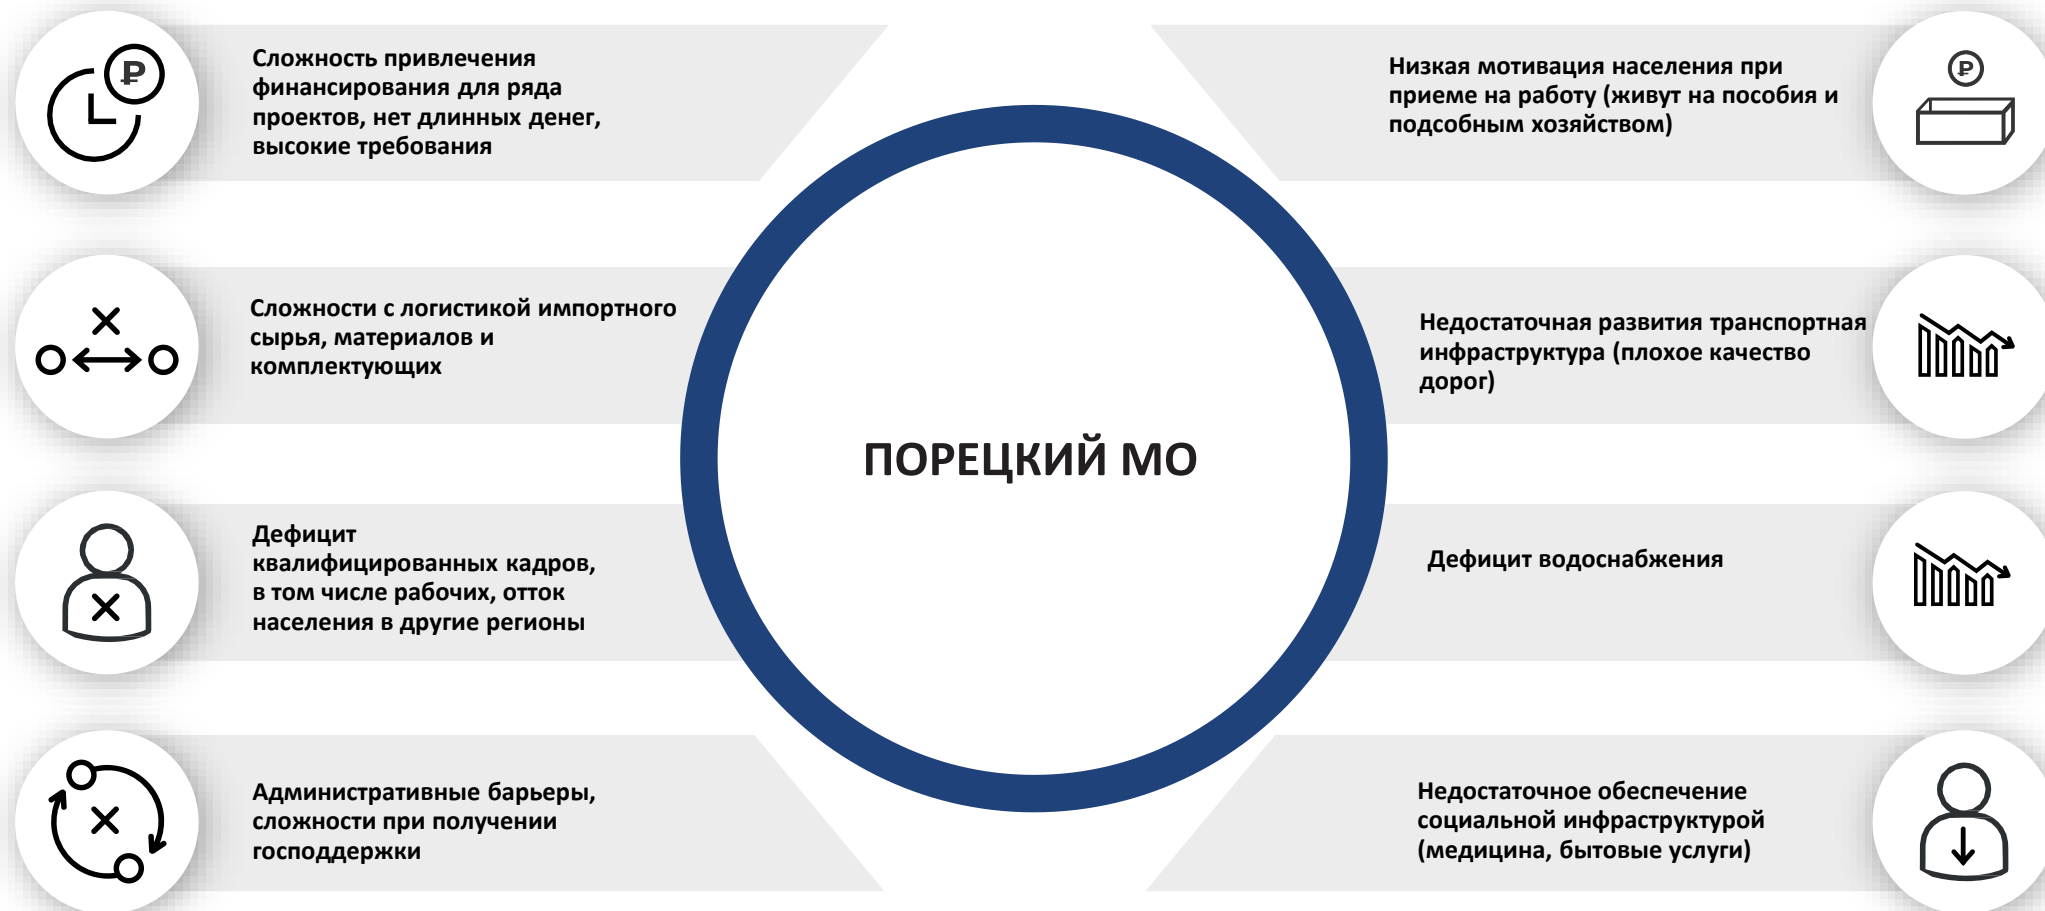 Сложность привлечения
финансирования для ряда
проектов, нет длинных денег,
высокие требования
Сложности с логистикой импортного
сырья, материалов и
комплектующих
Дефицит
квалифицированных кадров,
в том числе рабочих, отток
населения в другие регионы
Административные барьеры,
сложности при получении
господдержки
ПОРЕЦКИЙ МО
Низкая мотивация населения при
приеме на работу (живут на пособия и
подсобным хозяйством)
Недостаточная развития транспортная
инфраструктура (плохое качество
дорог)
Дефицит водоснабжения
Недостаточное обеспечение
социальной инфраструктурой
(медицина, бытовые услуги)